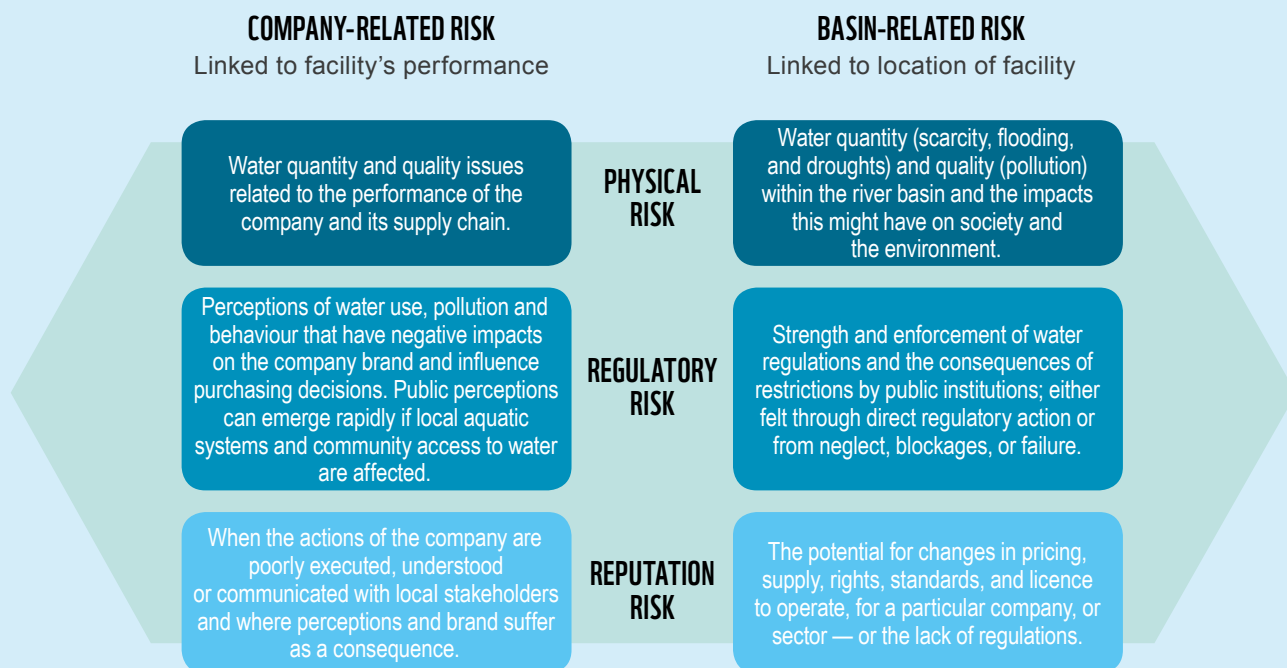 COMPANY-RELATED RISK
Linked to facility's performance
BASIN-RELATED RISK
Linked to location of facility
Water quantity and quality issues
related to the performance of the
company and its supply chain.
PHYSICAL
RISK
Water quantity (scarcity, flooding,
and droughts) and quality (pollution)
within the river basin and the impacts
this might have on society and
the environment.
Perceptions of water use, pollution and
behaviour that have negative impacts
on the company brand and influence
purchasing decisions. Public perceptions
can emerge rapidly if local aquatic
systems and community access to water
are affected.
REGULATORY
RISK
Strength and enforcement of water
regulations and the consequences of
restrictions by public institutions; either
felt through direct regulatory action or
from neglect, blockages, or failure.
When the actions of the company are
poorly executed, understood
or communicated with local stakeholders
and where perceptions and brand suffer
as a consequence.
REPUTATION
RISK
The potential for changes in pricing,
supply, rights, standards, and licence
to operate, for a particular company, or
sector — or the lack of regulations.